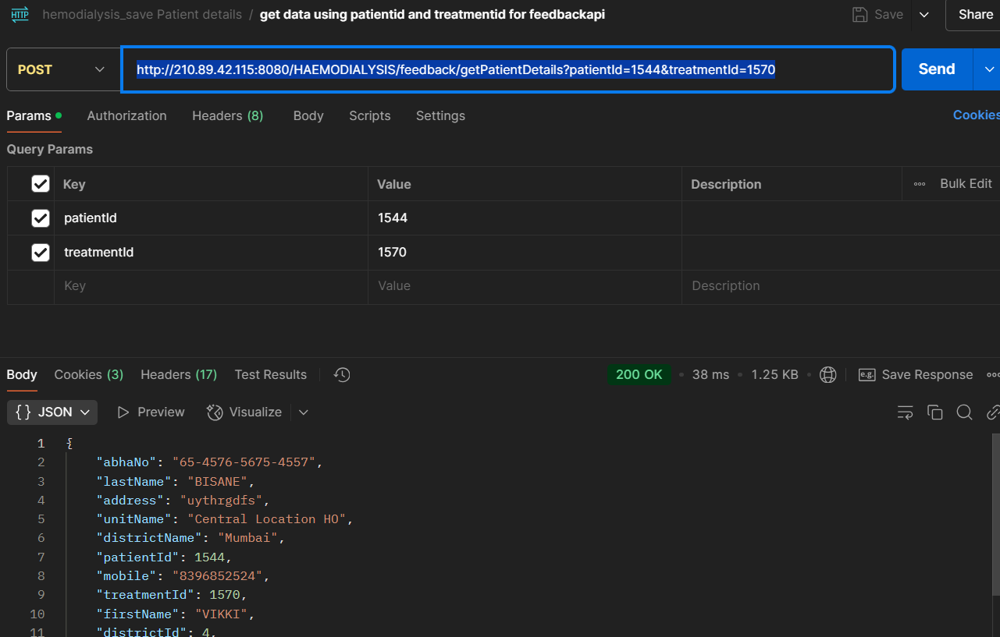 HTTP hemodialysis_save Patient details / get data using patientid and treatmentid for feedbackapi Save Share
POST http://210.89.42.115:8080/HAEMODIALYSIS/feedback/getPatientDetails?patientId=1544&treatmentId=1570 Send
Params Authorization Headers (8) Body Scripts Settings Cookies
Query Params
Key Value Description Bulk Edit
patientId 1544
treatmentId 1570
Key Value Description
Body Cookies (3) Headers (17) Test Results 200 OK 38 ms 1.25 KB e.g. Save Response
{} JSON Preview Visualize
1 {
2 "abhaNo": "65-4576-5675-4557",
3 "lastName": "BISANE",
4 "address": "uythrgdfs",
5 "unitName": "Central Location HO",
6 "districtName": "Mumbai",
7 "patientId": 1544,
8 "mobile": "8396852524",
9 "treatmentId": 1570,
10 "firstName": "VIKKI",
11 "districtId": 4,